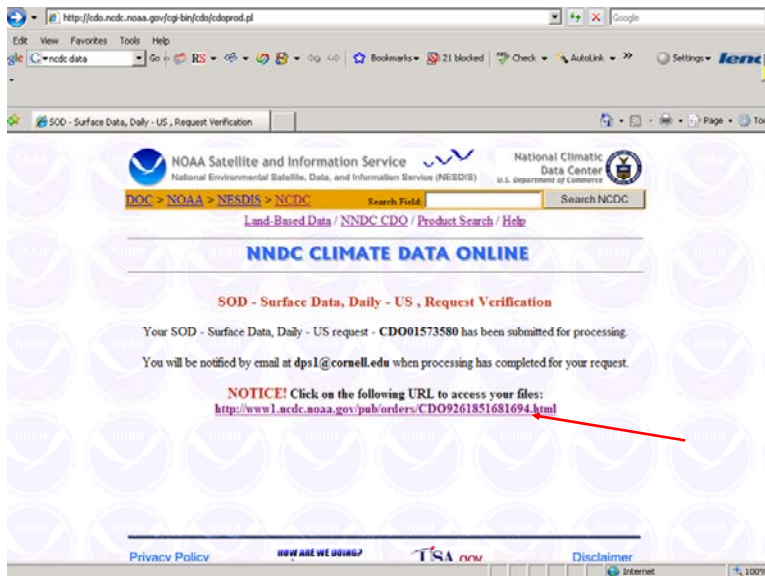 http://cdo.ncdc.noaa.gov/cgi-bin/cdo/cdoprod.pl Google
Edit View Favorites Tools Help
gle G ncdc data Go RS Bookmarks 21 blocked Check AutoLink >> Settings
SOD - Surface Data, Daily - US , Request Verification Page To
NOAA Satellite and Information Service
National Environmental Satellite, Data, and Information Service (NESDIS)
National Climatic
Data Center
U.S. Department of Commerce
DOC > NOAA > NESDIS > NCDC Search Field: Search NCDC
Land-Based Data / NNDC CDO / Product Search / Help
NNDC CLIMATE DATA ONLINE
SOD - Surface Data, Daily - US , Request Verification
Your SOD - Surface Data, Daily - US request - CDO01573580 has been submitted for processing.
You will be notified by email at dps1@cornell.edu when processing has completed for your request.
NOTICE! Click on the following URL to access your files:
http://www1.ncdc.noaa.gov/pub/orders/CDO9261851681694.html
Privacy Policy HOW ARE WE DOING? USA.gov Disclaimer
Internet 100%